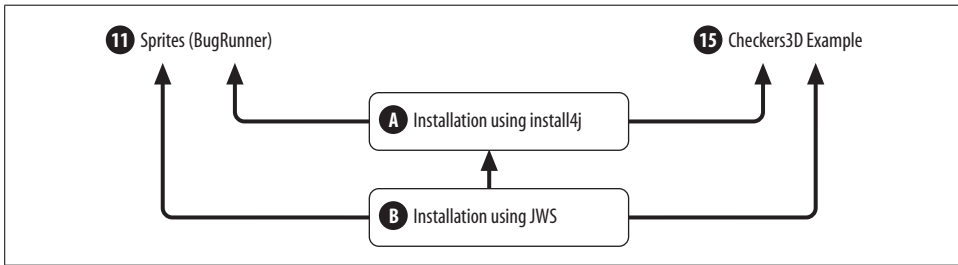 11 Sprites (BugRunner)
15 Checkers3D Example
A Installation using install4j
B Installation using JWS